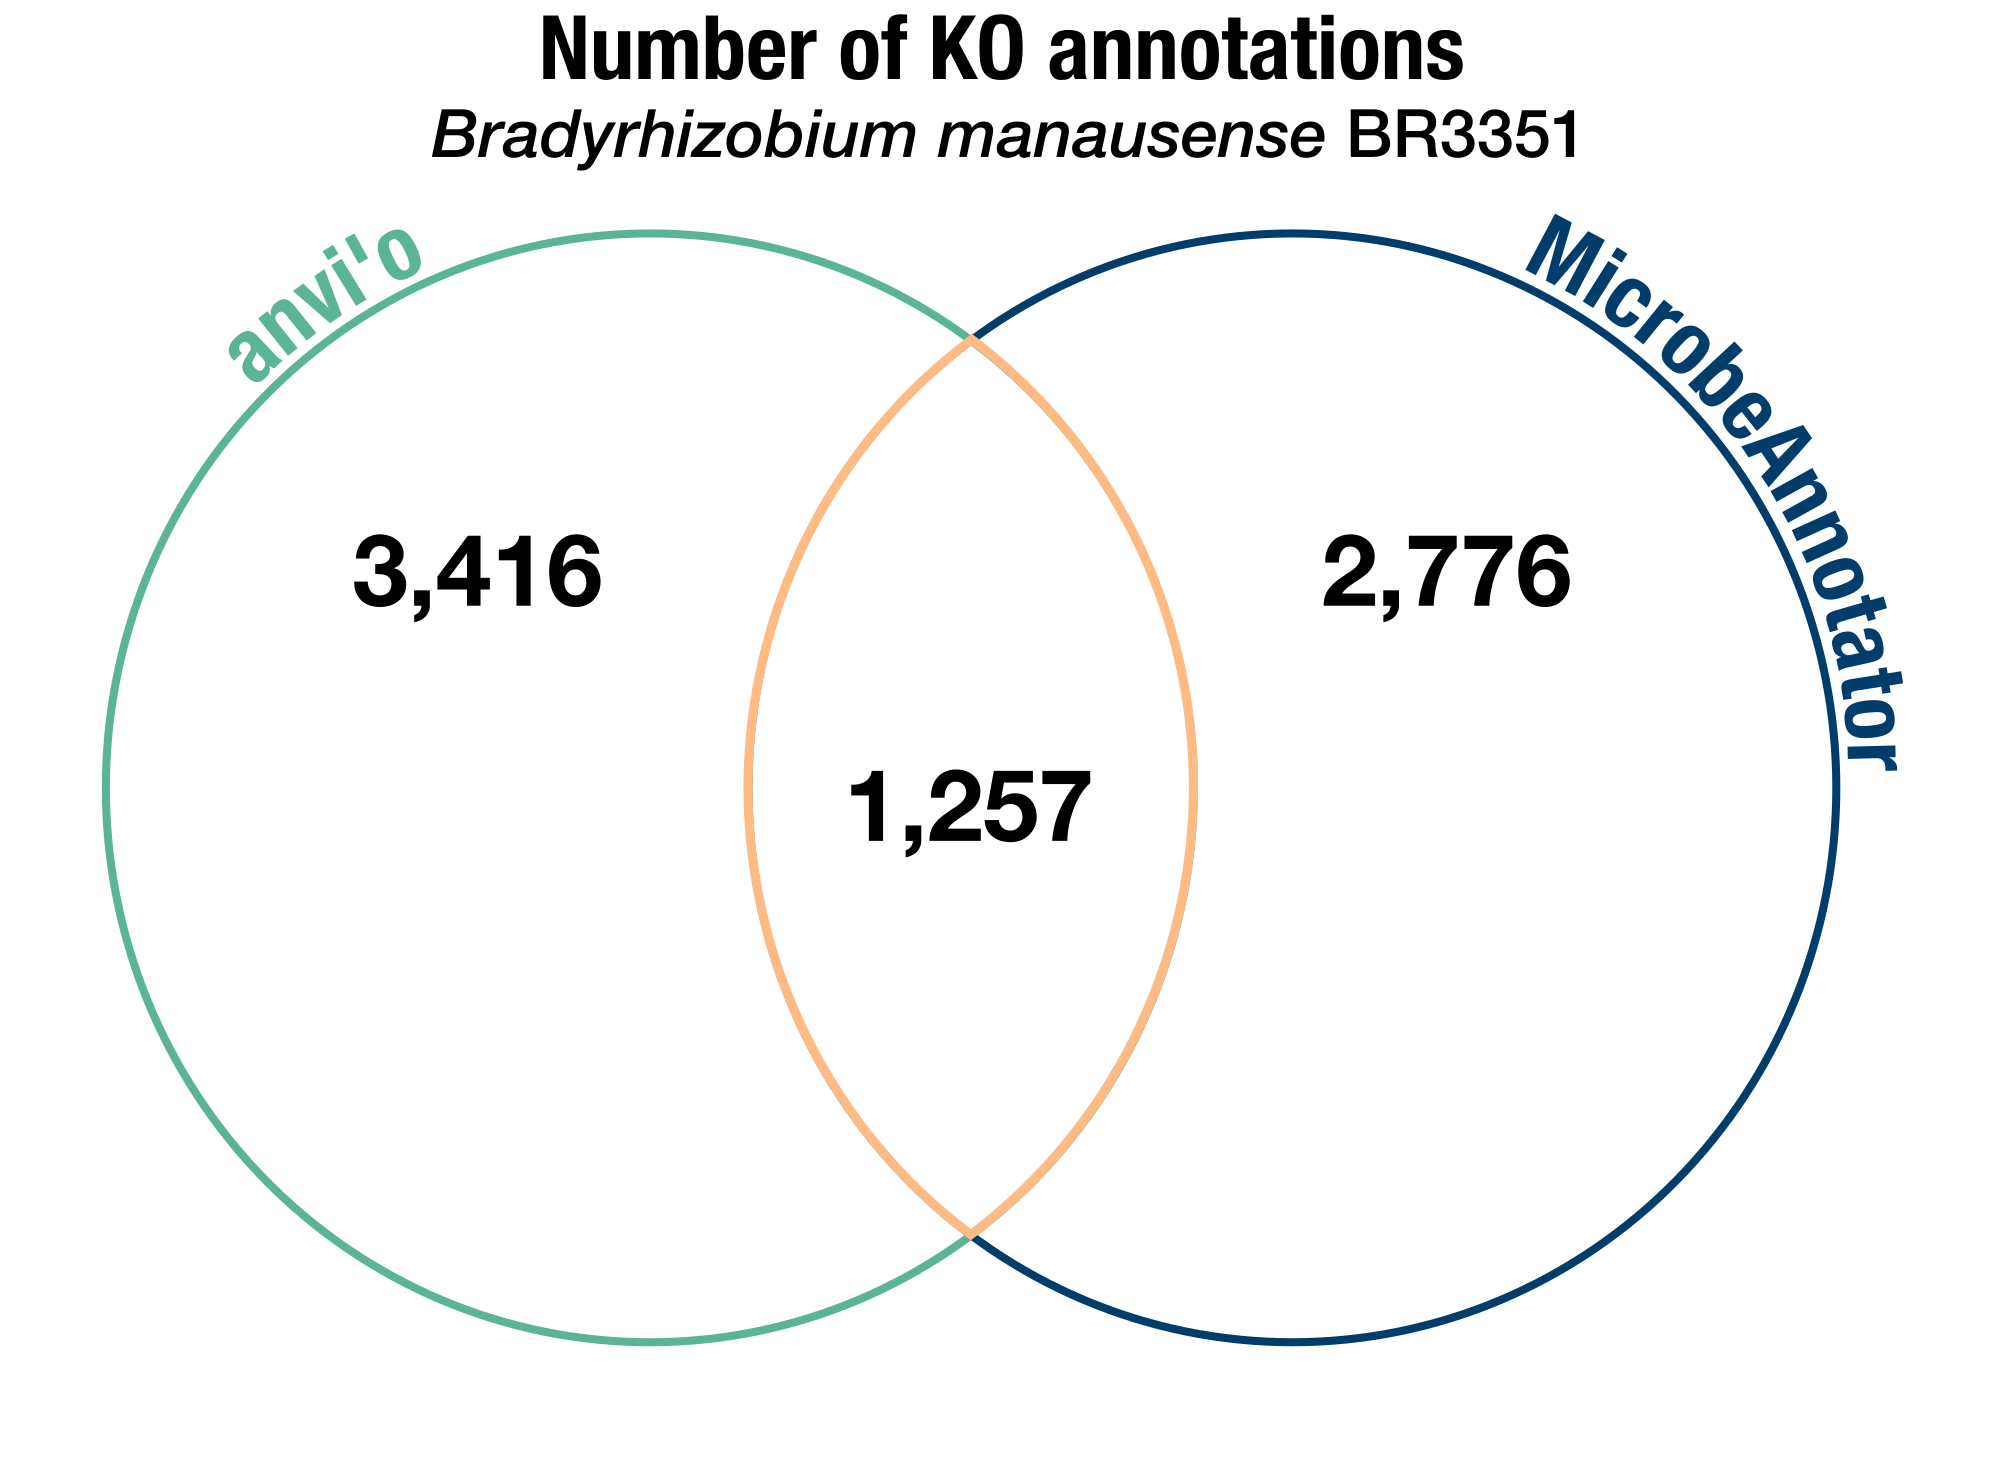 Number of KO annotations
Bradyrhizobium manausense BR3351
anvi'o
MicrobeAnnotator
3,416
2,776
1,257